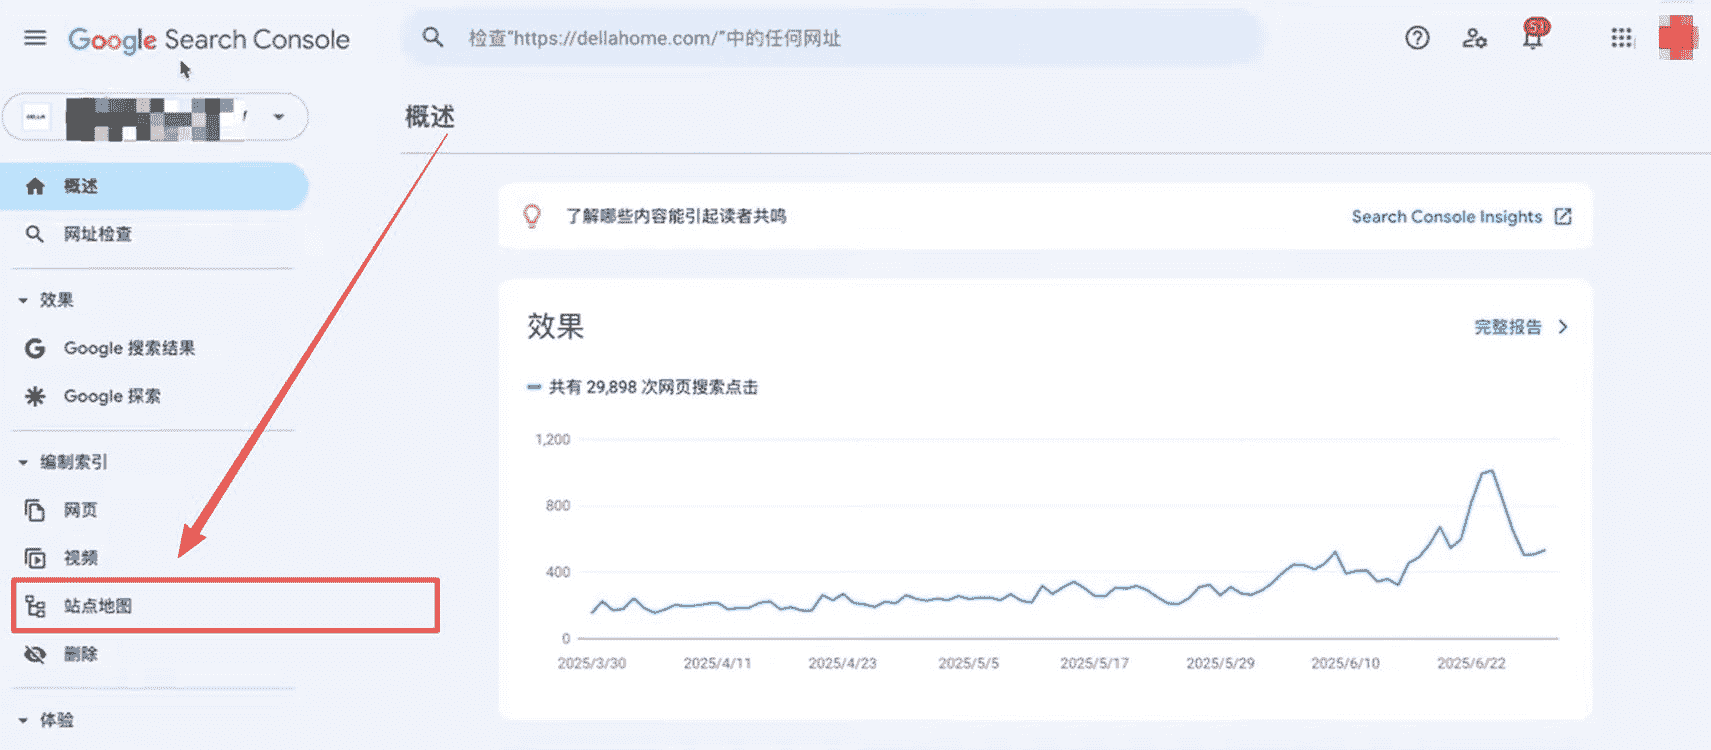 Google Search Console
检查"https://dellahome.com/"中的任何网址
51
DELLA
概述
概述
网址检查
效果
Google 搜索结果
Google 探索
编制索引
网页
视频
站点地图
删除
体验
了解哪些内容能引起读者共鸣
Search Console Insights
效果
完整报告
共有 29,898 次网页搜索点击
1,200
800
400
0
2025/3/30
2025/4/11
2025/4/23
2025/5/5
2025/5/17
2025/5/29
2025/6/10
2025/6/22